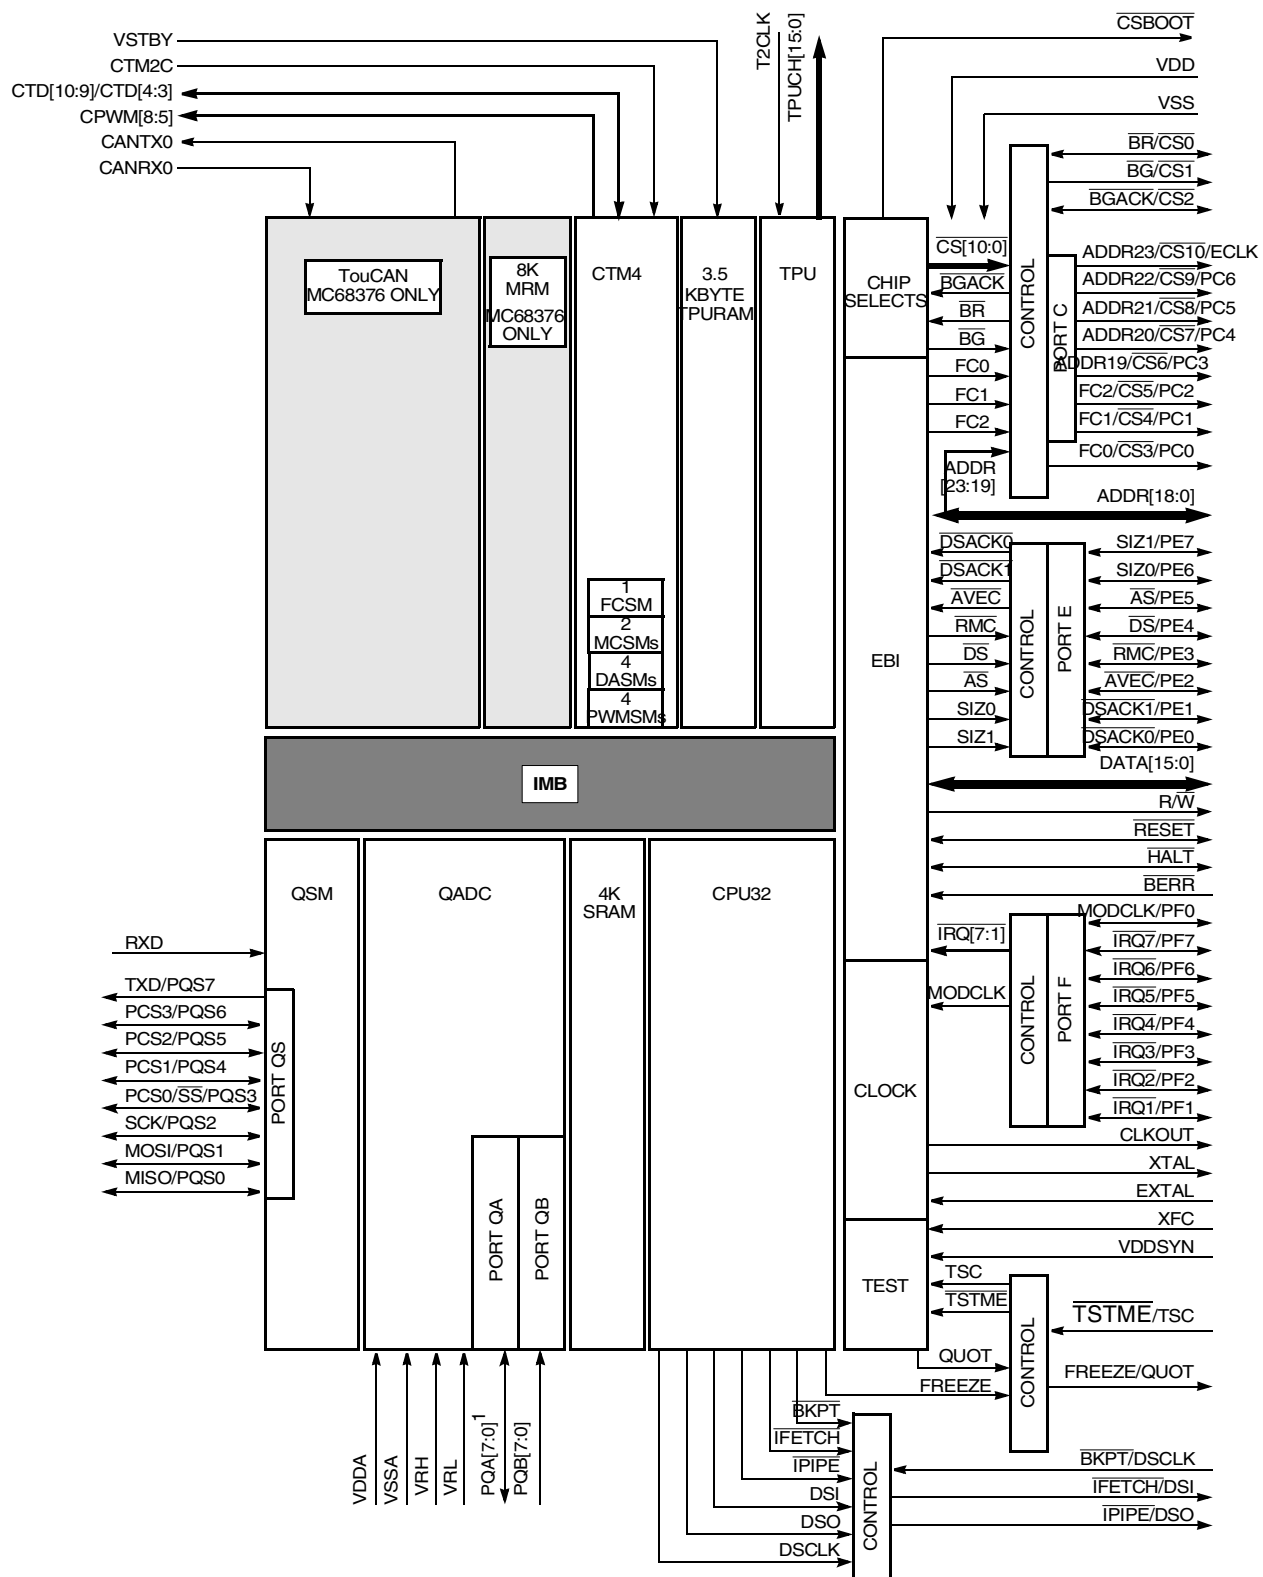 VSTBY
CTM2C
CTD[10:9]/CTD[4:3]
CPWM[8:5]
CANTX0
CANRX0
T2CLK
TPUCH[15:0]
CSBOOT
VDD
VSS
BR/CS0
BG/CS1
BGACK/CS2
ADDR23/CS10/ECLK
ADDR22/CS9/PC6
ADDR21/CS8/PC5
ADDR20/CS7/PC4
ADDR19/CS6/PC3
FC2/CS5/PC2
FC1/CS4/PC1
FC0/CS3/PC0
CONTROL
PORT C
CS[10:0]
BGACK
BR
BG
FC0
FC1
FC2
ADDR
[23:19]
ADDR[18:0]
TouCAN
MC68376 ONLY
8K
MRM
MC68376
ONLY
CTM4
3.5
KBYTE
TPURAM
TPU
CHIP
SELECTS
1
FCSM
2
MCSMs
4
DASMs
4
PWMSMs
EBI
DSACK0
DSACK1
AVEC
RMC
DS
AS
SIZ0
SIZ1
CONTROL
PORT E
SIZ1/PE7
SIZ0/PE6
AS/PE5
DS/PE4
RMC/PE3
AVEC/PE2
DSACK1/PE1
DSACK0/PE0
DATA[15:0]
R/W
RESET
HALT
BERR
IMB
QSM
QADC
4K
SRAM
CPU32
RXD
TXD/PQS7
PCS3/PQS6
PCS2/PQS5
PCS1/PQS4
PCS0/SS/PQS3
SCK/PQS2
MOSI/PQS1
MISO/PQS0
PORT QS
PORT QA
PORT QB
IRQ[7:1]
MODCLK
CONTROL
PORT F
MODCLK/PF0
IRQ7/PF7
IRQ6/PF6
IRQ5/PF5
IRQ4/PF4
IRQ3/PF3
IRQ2/PF2
IRQ1/PF1
CLOCK
CLKOUT
XTAL
EXTAL
XFC
VDDSYN
TEST
TSC
TSTME
QUOT
FREEZE
CONTROL
TSTME/TSC
FREEZE/QUOT
VDDA
VSSA
VRH
VRL
PQA[7:0]1
PQB[7:0]
BKPT
IFETCH
IPIPE
DSI
DSO
DSCLK
CONTROL
BKPT/DSCLK
IFETCH/DSI
IPIPE/DSO